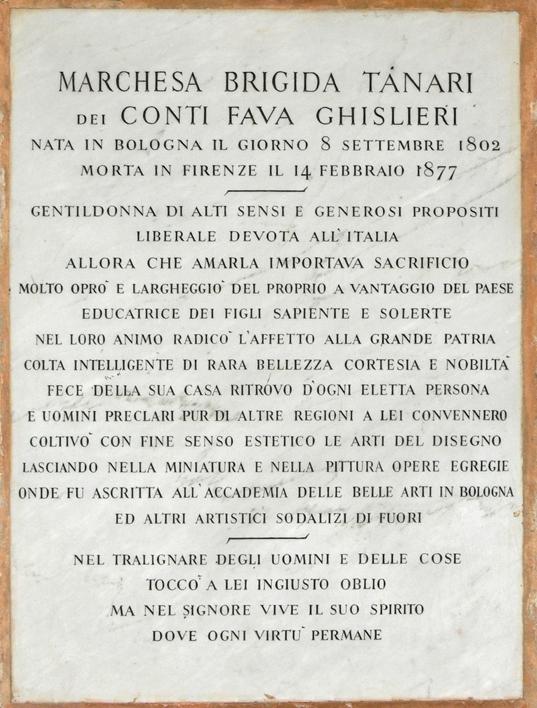 MARCHESA BRIGIDA TÁNARI
DEI CONTI FAVA GHISLIERI
NATA IN BOLOGNA IL GIORNO 8 SETTEMBRE 1802
MORTA IN FIRENZE IL 14 FEBBRAIO 1877
GENTILDONNA DI ALTI SENSI E GENEROSI PROPOSITI
LIBERALE DEVOTA ALL'ITALIA
ALLORA CHE AMARLA IMPORTAVA SACRIFICIO
MOLTO OPRO' E LARGHEGGIO' DEL PROPRIO A VANTAGGIO DEL PAESE
EDUCATRICE DEI FIGLI SAPIENTE E SOLERTE
NEL LORO ANIMO RADICO' L'AFFETTO ALLA GRANDE PATRIA
COLTA INTELLIGENTE DI RARA BELLEZZA CORTESIA E NOBILTA'
FECE DELLA SUA CASA RITROVO D'OGNI ELETTA PERSONA
E UOMINI PRECLARI PUR DI ALTRE REGIONI A LEI CONVENNERO
COLTIVO' CON FINE SENSO ESTETICO LE ARTI DEL DISEGNO
LASCIANDO NELLA MINIATURA E NELLA PITTURA OPERE EGREGIE
ONDE FU ASCRITTA ALL'ACCADEMIA DELLE BELLE ARTI IN BOLOGNA
ED ALTRI ARTISTICI SODALIZI DI FUORI
NEL TRALIGNARE DEGLI UOMINI E DELLE COSE
TOCCO' A LEI INGIUSTO OBLIO
MA NEL SIGNORE VIVE IL SUO SPIRITO
DOVE OGNI VIRTU' PERMANE